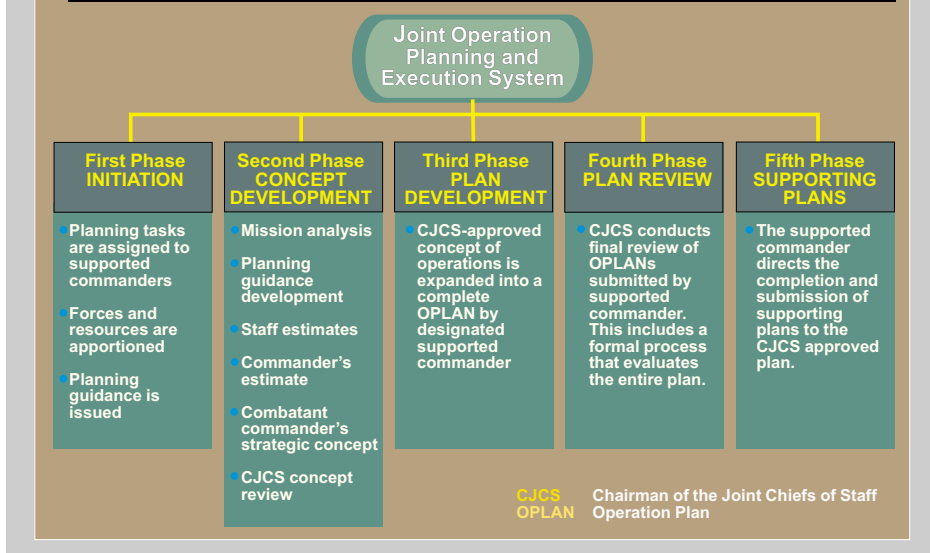 Joint Operation
Planning and
Execution System
First Phase
INITIATION
• Planning tasks
are assigned to
supported
commanders
• Forces and
resources are
apportioned
• Planning
guidance is
issued
Second Phase
CONCEPT
DEVELOPMENT
• Mission analysis
• Planning
guidance
development
• Staff estimates
• Commander's
estimate
• Combatant
commander's
strategic concept
• CJCS concept
review
Third Phase
PLAN
DEVELOPMENT
• CJCS-approved
concept of
operations is
expanded into a
complete
OPLAN by
designated
supported
commander
Fourth Phase
PLAN REVIEW
• CJCS conducts
final review of
OPLANs
submitted by
supported
commander.
This includes a
formal process
that evaluates
the entire plan.
Fifth Phase
SUPPORTING
PLANS
• The supported
commander
directs the
completion and
submission of
supporting
plans to the
CJCS approved
plan.
CJCS Chairman of the Joint Chiefs of Staff
OPLAN Operation Plan